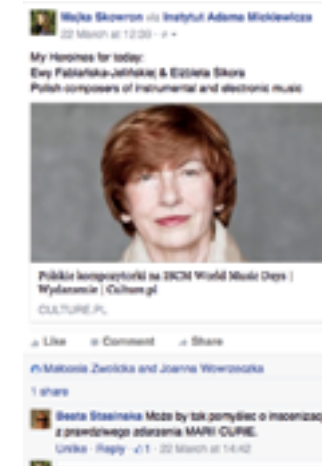 Majka Skowron via Instytut Adama Mickiewicza
22 March at 12:39 ·
My Heroines for today:
Ewy Fabiańska-Jelińskiej & Elżbieta Sikora
Polish composers of instrumental and electronic music
Polskie kompozytorki na ISCM World Music Days |
Wydarzenie | Culture.pl
CULTURE.PL
Like Comment Share
Małgosia Zwolicka and Joanna Wowrzeczka
1 share
Beata Stasinska Może by tak pomyśleć o inscenizacji
z prawdziwego zdarzenia MARII CURIE.
Unlike · Reply · 1 · 22 March at 14:42